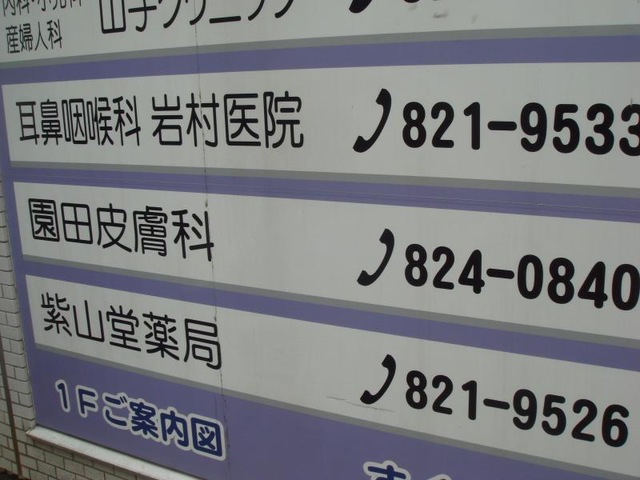 産婦人科
耳鼻咽喉科 岩村医院 821-9533
園田皮膚科 824-0840
紫山堂薬局 821-9526
1Fご案内図